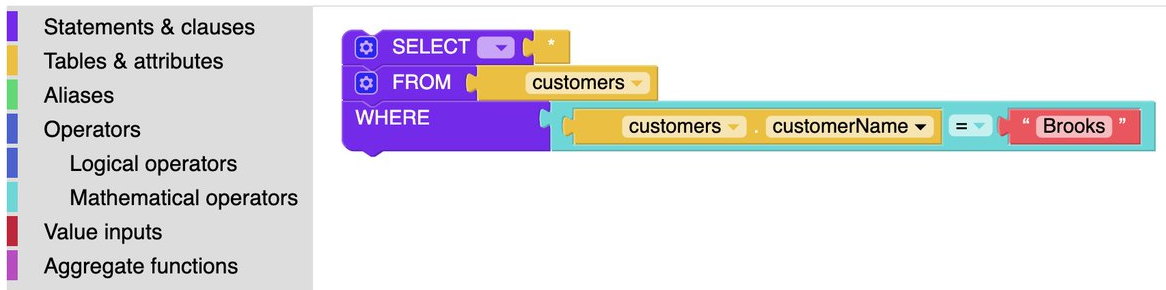 Statements & clauses
Tables & attributes
Aliases
Operators
Logical operators
Mathematical operators
Value inputs
Aggregate functions
SELECT *
FROM customers
WHERE customers . customerName = “ Brooks ”